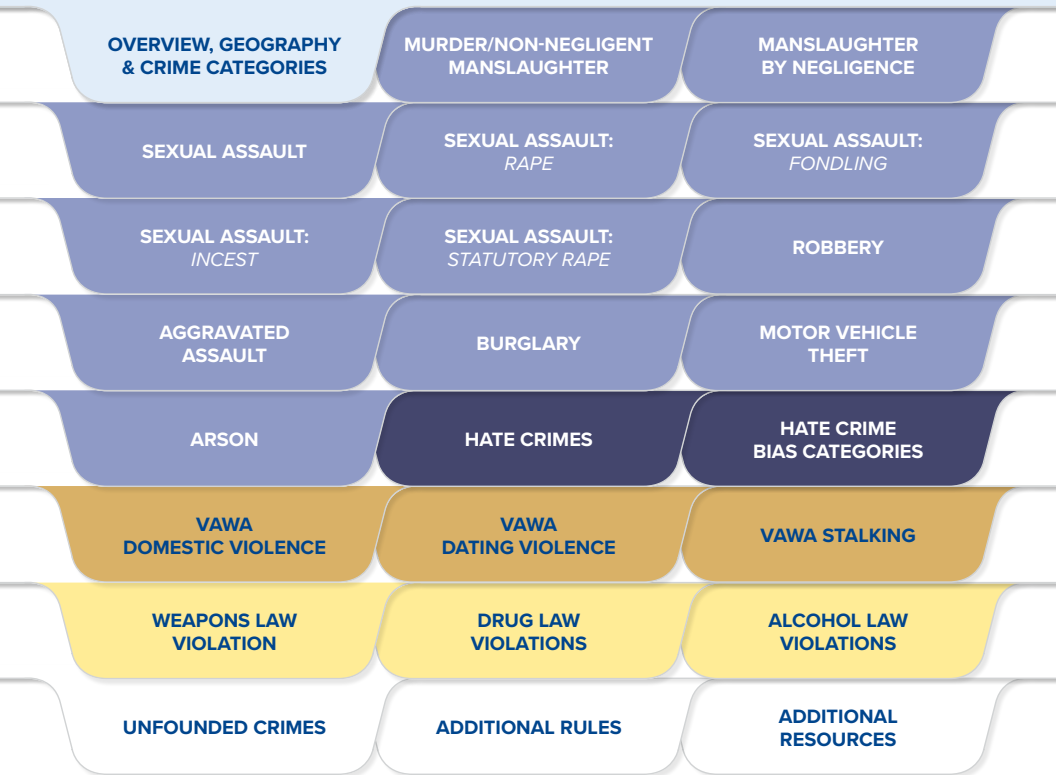 OVERVIEW, GEOGRAPHY
& CRIME CATEGORIES
MURDER/NON-NEGLIGENT
MANSLAUGHTER
MANSLAUGHTER
BY NEGLIGENCE
SEXUAL ASSAULT
SEXUAL ASSAULT:
RAPE
SEXUAL ASSAULT:
FONDLING
SEXUAL ASSAULT:
INCEST
SEXUAL ASSAULT:
STATUTORY RAPE
ROBBERY
AGGRAVATED
ASSAULT
BURGLARY
MOTOR VEHICLE
THEFT
ARSON
HATE CRIMES
HATE CRIME
BIAS CATEGORIES
VAWA
DOMESTIC VIOLENCE
VAWA
DATING VIOLENCE
VAWA STALKING
WEAPONS LAW
VIOLATION
DRUG LAW
VIOLATIONS
ALCOHOL LAW
VIOLATIONS
UNFOUNDED CRIMES
ADDITIONAL RULES
ADDITIONAL
RESOURCES